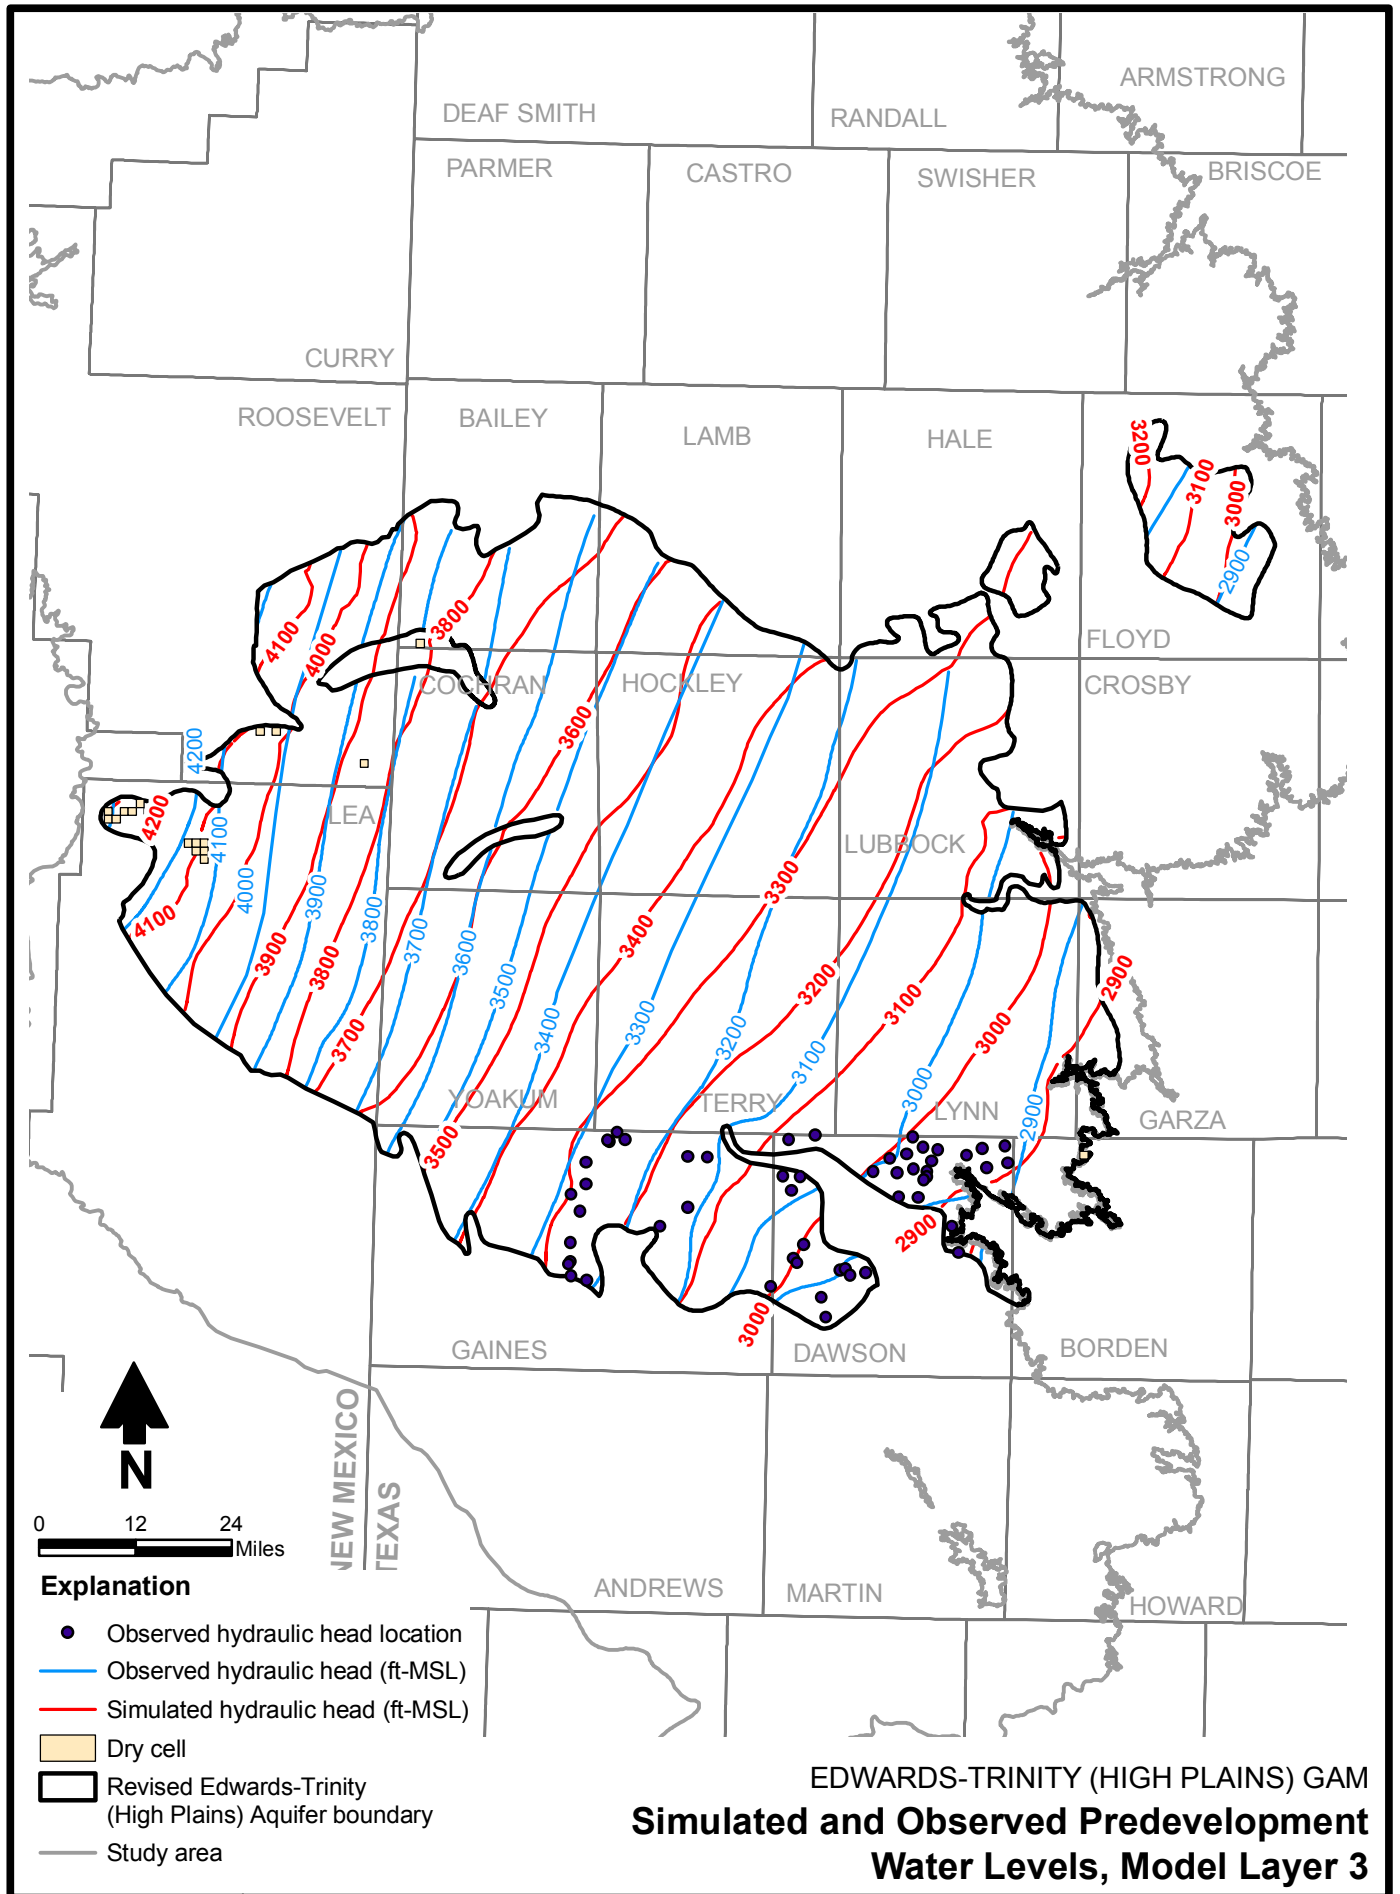 ARMSTRONG
DEAF SMITH
RANDALL
PARMER
CASTRO
SWISHER
BRISCOE
CURRY
ROOSEVELT
BAILEY
LAMB
HALE
3200
3100
3000
2900
FLOYD
4100
4000
3800
COCHRAN
HOCKLEY
CROSBY
3600
4200
4200
LEA
4100
LUBBOCK
3300
4000
3900
3800
4100
3900
3800
3700
3600
3500
3400
3200
3100
2900
3700
3400
3300
3200
3100
3000
3000
2900
YOAKUM
TERRY
LYNN
GARZA
3500
2900
3000
GAINES
DAWSON
BORDEN
N
NEW MEXICO
TEXAS
0 12 24
Miles
ANDREWS
MARTIN
HOWARD
Explanation
Observed hydraulic head location
Observed hydraulic head (ft-MSL)
Simulated hydraulic head (ft-MSL)
Dry cell
Revised Edwards-Trinity
(High Plains) Aquifer boundary
Study area
EDWARDS-TRINITY (HIGH PLAINS) GAM
Simulated and Observed Predevelopment
Water Levels, Model Layer 3